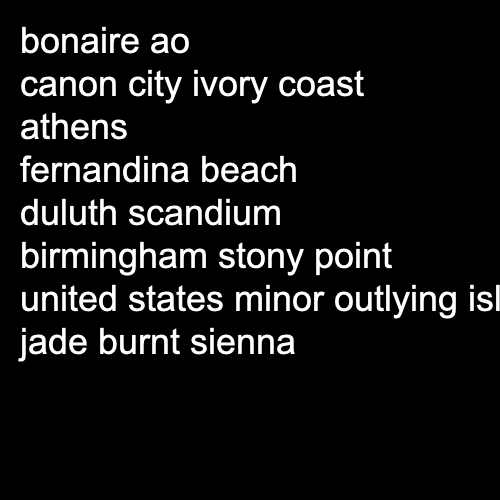 bonaire ao
canon city ivory coast
athens
fernandina beach
duluth scandium
birmingham stony point
united states minor outlying
jade burnt sienna